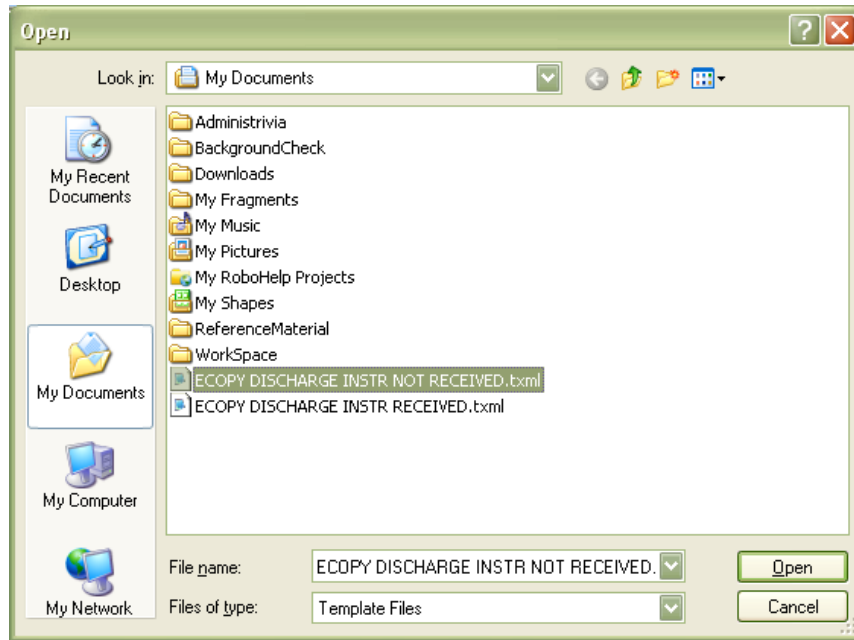 Open
Look in:
My Documents
My Recent
Documents
Desktop
My Documents
My Computer
My Network
Administrivia
BackgroundCheck
Downloads
My Fragments
My Music
My Pictures
My RoboHelp Projects
My Shapes
ReferenceMaterial
WorkSpace
ECOPY DISCHARGE INSTR NOT RECEIVED.txml
ECOPY DISCHARGE INSTR RECEIVED.txml
File name:
ECOPY DISCHARGE INSTR NOT RECEIVED.
Open
Files of type:
Template Files
Cancel